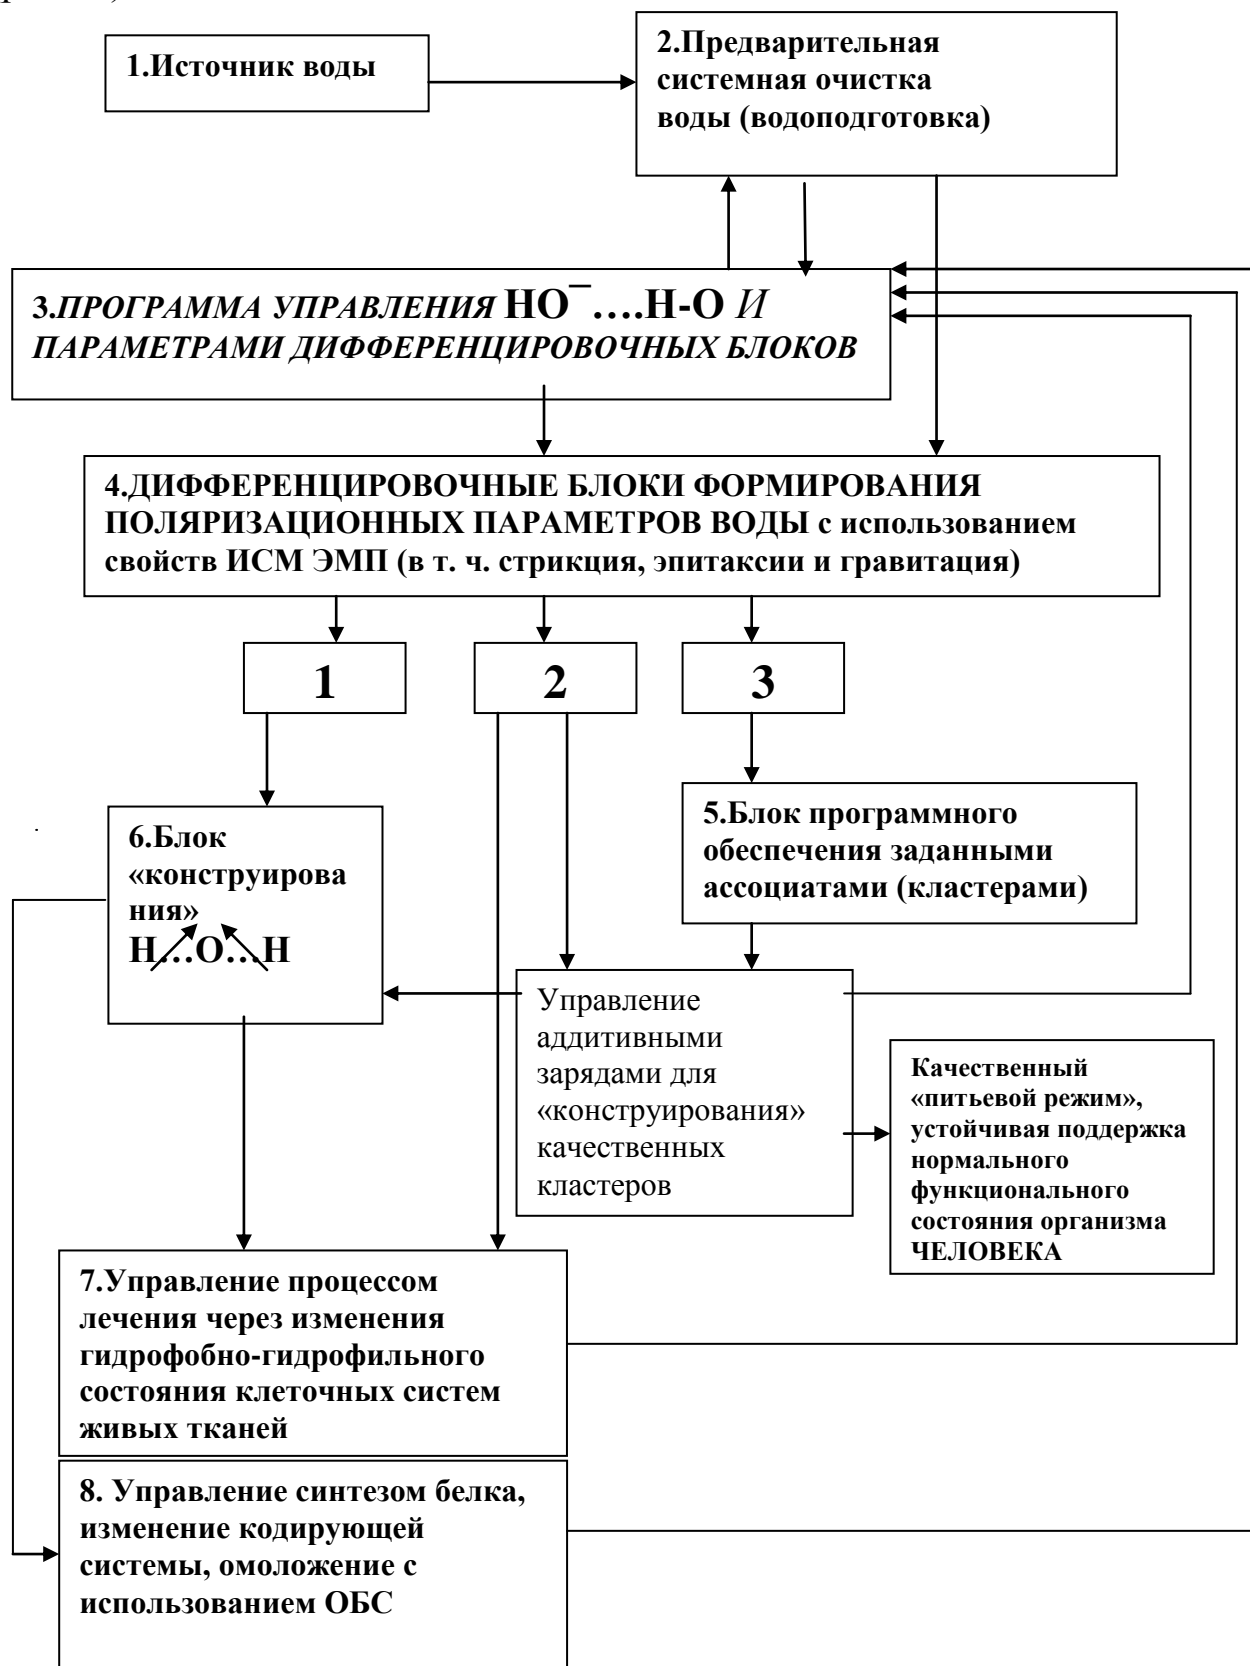 1.Источник воды
2.Предварительная
системная очистка
воды (водоподготовка)
3.ПРОГРАММА УПРАВЛЕНИЯ HO¯….H-O И
ПАРАМЕТРАМИ ДИФФЕРЕНЦИРОВОЧНЫХ БЛОКОВ
4.ДИФФЕРЕНЦИРОВОЧНЫЕ БЛОКИ ФОРМИРОВАНИЯ
ПОЛЯРИЗАЦИОННЫХ ПАРАМЕТРОВ ВОДЫ с использованием
свойств ИСМ ЭМП (в т. ч. стрикция, эпитаксии и гравитация)
1
2
3
5.Блок программного
обеспечения заданными
ассоциатами (кластерами)
6.Блок
«конструирова
ния»
H…O…H
Управление
аддитивными
зарядами для
«конструирования»
качественных
кластеров
Качественный
«питьевой режим»,
устойчивая поддержка
нормального
функционального
состояния организма
ЧЕЛОВЕКА
7.Управление процессом
лечения через изменения
гидрофобно-гидрофильного
состояния клеточных систем
живых тканей
8. Управление синтезом белка,
изменение кодирующей
системы, омоложение с
использованием ОБС